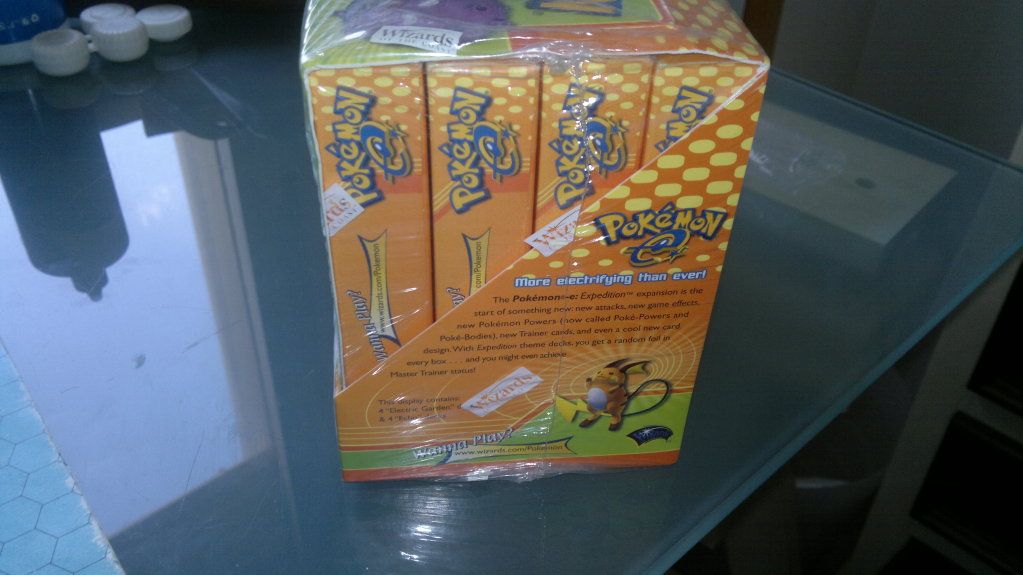 Wizards
POKéMON
e
POKéMON
e
POKéMON
e
POKéMON
Wizards
POKéMON
e
More electrifying than ever!
The Pokémon-e: Expedition™ expansion is the
start of something new: new attacks, new game effects,
new Pokémon Powers (now called Poké-Powers and
Poké-Bodies), new Trainer cards, and even a cool new card
design. With Expedition theme decks, you get a random foil in
every box . . . and you might even achieve
Master Trainer status!
This display contains:
4 "Electric Garden"
& 4 "Echo" decks
Wizards
Wanna Play?
www.wizards.com/Pokemon
Wanna Play?
www.wizards.com/Pokemon